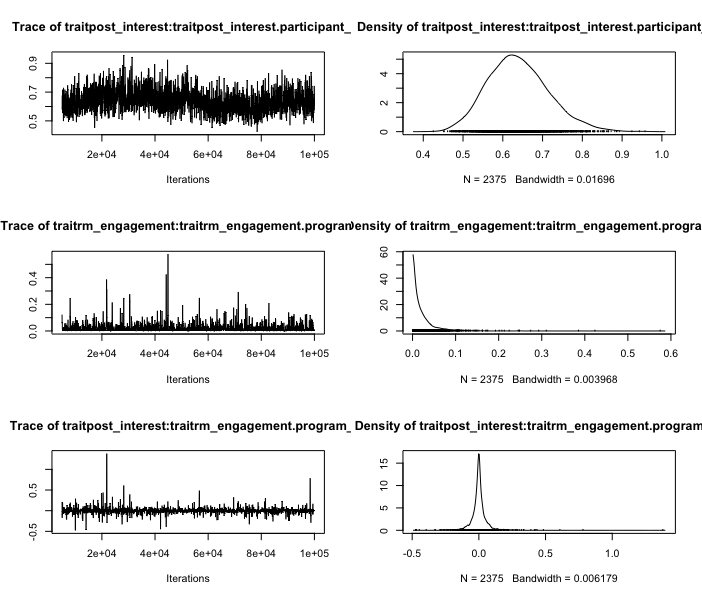 Trace of traitpost_interest:traitpost_interest.participant_
Density of traitpost_interest:traitpost_interest.participant_
0.5 0.7 0.9
2e+04 4e+04 6e+04 8e+04 1e+05
Iterations
0 2 4
0.4 0.5 0.6 0.7 0.8 0.9 1.0
N = 2375 Bandwidth = 0.01696
Trace of traitrm_engagement:traitrm_engagement.program
ensity of traitrm_engagement:traitrm_engagement.progra
0.0 0.2 0.4
2e+04 4e+04 6e+04 8e+04 1e+05
Iterations
0 20 40 60
0.0 0.1 0.2 0.3 0.4 0.5 0.6
N = 2375 Bandwidth = 0.003968
Trace of traitpost_interest:traitrm_engagement.program_
Density of traitpost_interest:traitrm_engagement.program
-0.5 0.5
2e+04 4e+04 6e+04 8e+04 1e+05
Iterations
0 5 10 15
-0.5 0.0 0.5 1.0
N = 2375 Bandwidth = 0.006179